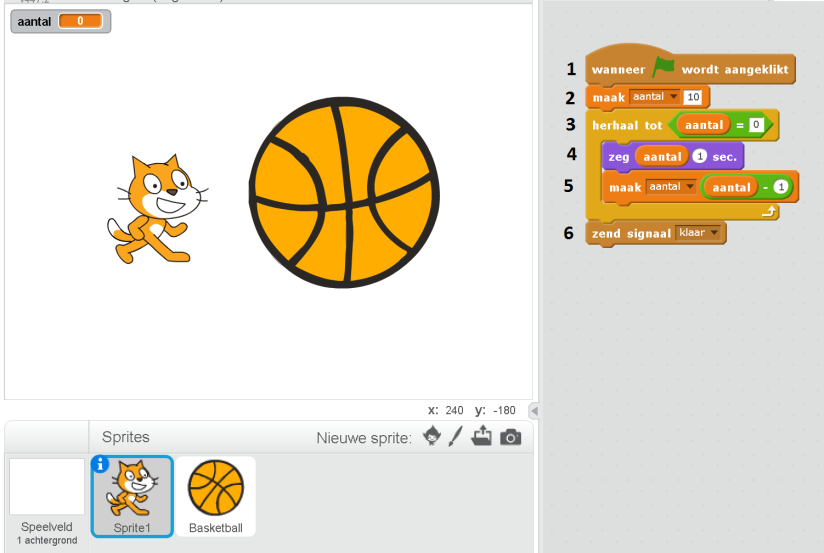 aantal 0
1 wanneer wordt aangeklikt
2 maak aantal 10
3 herhaal tot aantal = 0
4 zeg aantal 1 sec.
5 maak aantal aantal - 1
6 zend signaal klaar
x: 240 y: -180
Sprites Nieuwe sprite:
Speelveld
1 achtergrond
Sprite1
Basketball